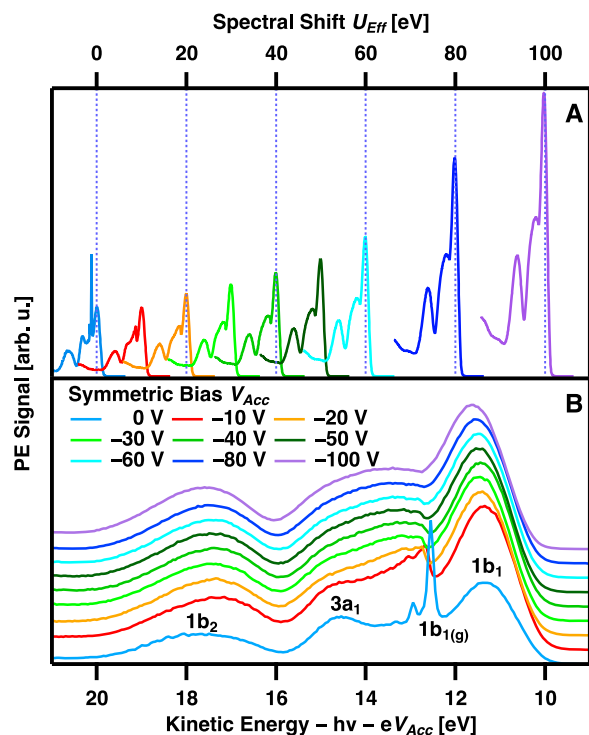 Spectral Shift U_Eff [eV]
0 20 40 60 80 100
A
PE Signal [arb. u.]
Symmetric Bias V_Acc
B
0 V −10 V −20 V
−30 V −40 V −50 V
−60 V −80 V −100 V
1b₂
3a₁
1b₁(g)
1b₁
20 18 16 14 12 10
Kinetic Energy − hν − eV_Acc [eV]